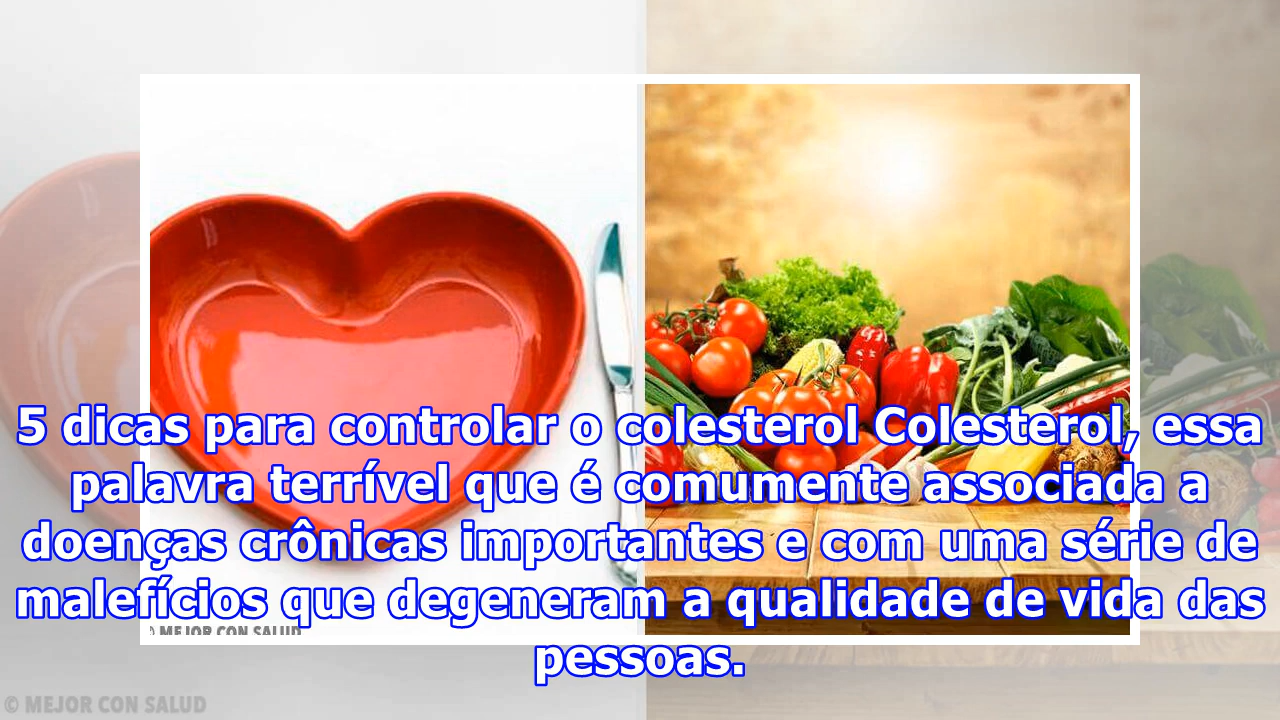 5 dicas para controlar o colesterol Colesterol, essa
palavra terrível que é comumente associada a
doenças crônicas importantes e com uma série de
malefícios que degeneram a qualidade de vida das
pessoas.
MEJOR CON SALUD
© MEJOR CON SALUD